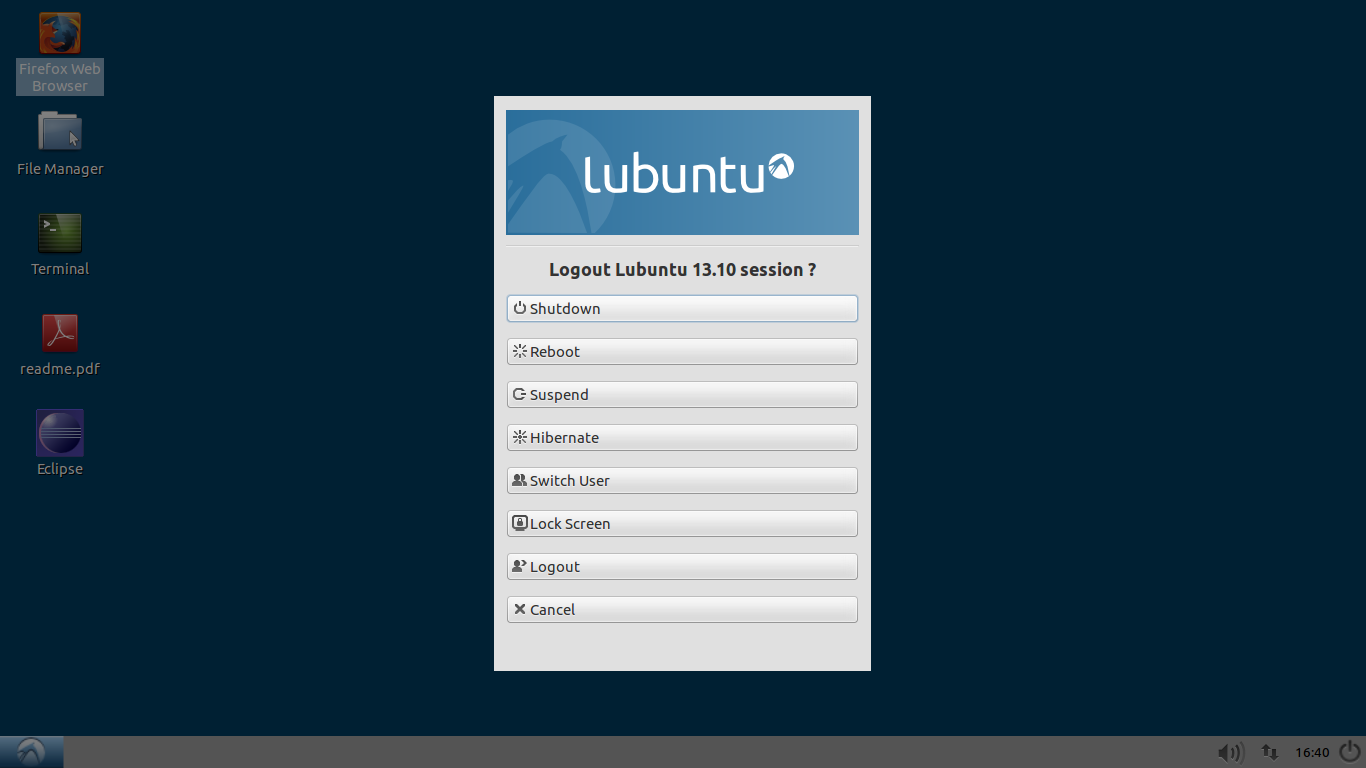 Firefox Web
Browser
File Manager
Terminal
readme.pdf
Eclipse
lubuntu
Logout Lubuntu 13.10 session ?
Shutdown
Reboot
Suspend
Hibernate
Switch User
Lock Screen
Logout
Cancel
16:40